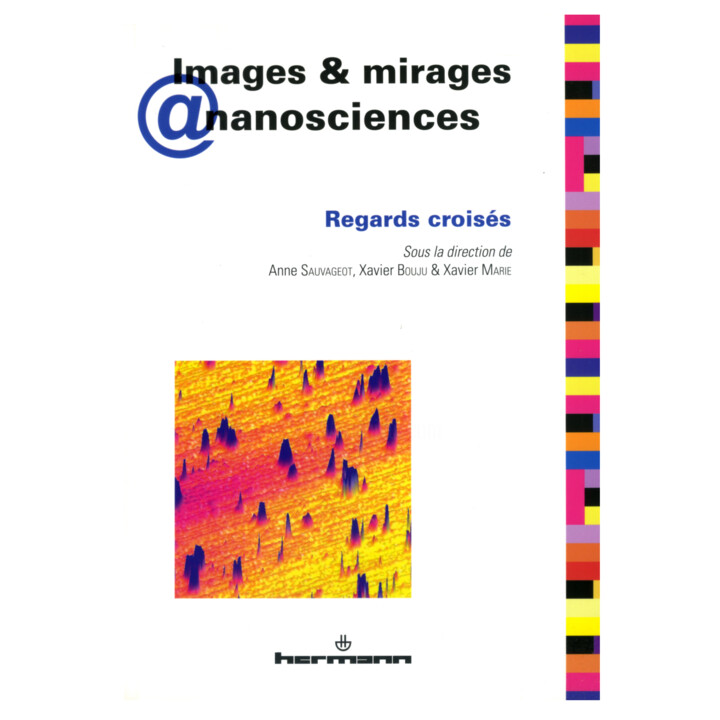 Images & mirages
@nanosciences
Regards croisés
Sous la direction de
Anne SAUVAGEOT, Xavier BOUJU & Xavier MARIE
hermann